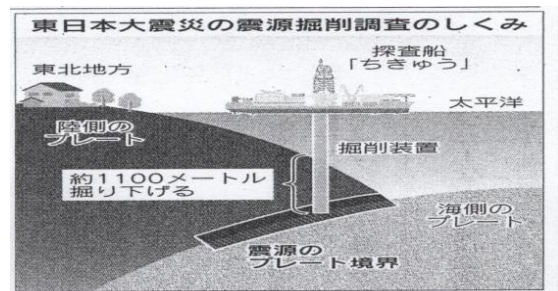 東日本大震災の震源掘削調査のしくみ
探査船
「ちきゅう」
東北地方
太平洋
陸側の
プレート
掘削装置
約1100メートル
掘り下げる
海側の
プレート
震源の
プレート境界